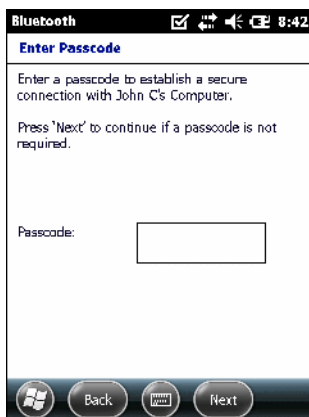 Bluetooth 8:42
Enter Passcode
Enter a passcode to establish a secure
connection with John C's Computer.
Press 'Next' to continue if a passcode is not
required.
Passcode:
Back Next